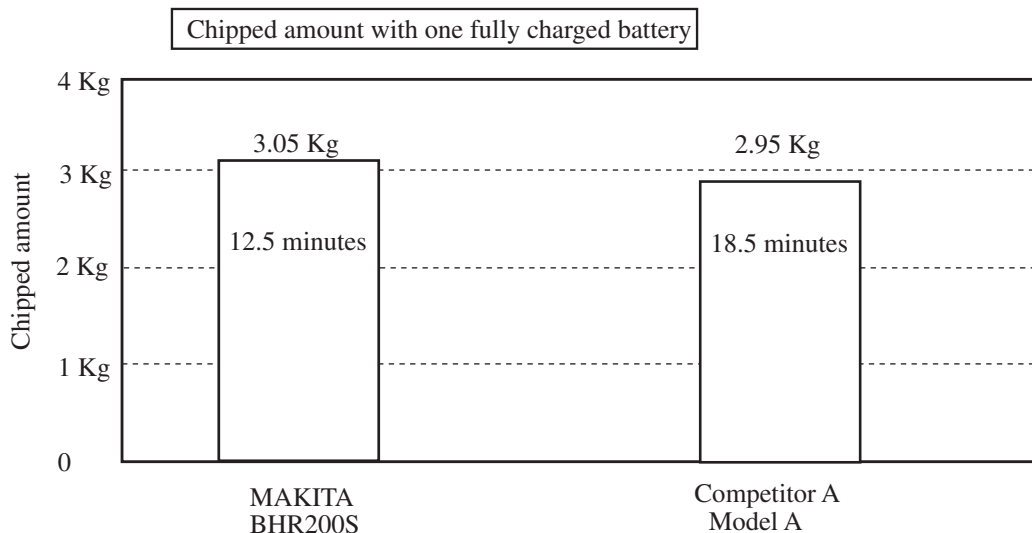 Chipped amount with one fully charged battery
4 Kg
3.05 Kg
2.95 Kg
3 Kg
12.5 minutes
18.5 minutes
2 Kg
Chipped amount
1 Kg
0
MAKITA
BHR200S
Competitor A
Model A